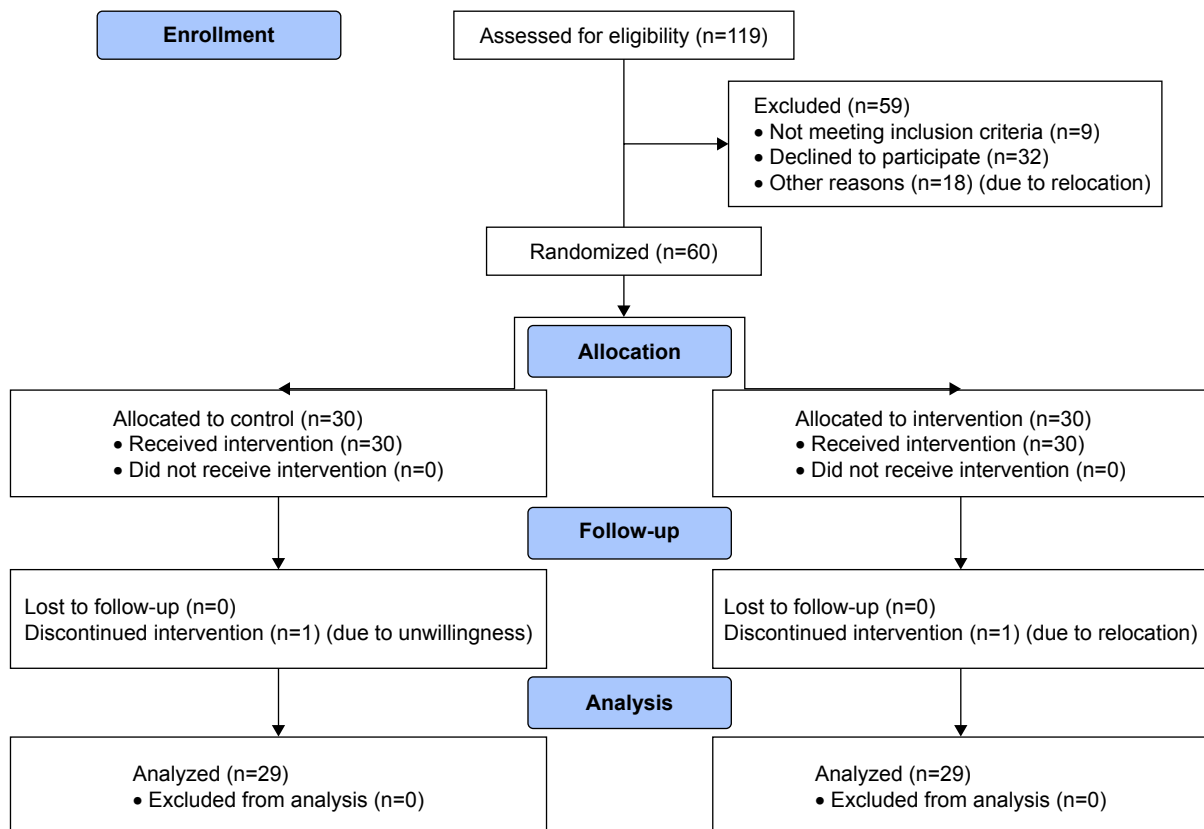 Enrollment
Assessed for eligibility (n=119)
Excluded (n=59)
• Not meeting inclusion criteria (n=9)
• Declined to participate (n=32)
• Other reasons (n=18) (due to relocation)
Randomized (n=60)
Allocation
Allocated to control (n=30)
• Received intervention (n=30)
• Did not receive intervention (n=0)
Allocated to intervention (n=30)
• Received intervention (n=30)
• Did not receive intervention (n=0)
Follow-up
Lost to follow-up (n=0)
Discontinued intervention (n=1) (due to unwillingness)
Lost to follow-up (n=0)
Discontinued intervention (n=1) (due to relocation)
Analysis
Analyzed (n=29)
• Excluded from analysis (n=0)
Analyzed (n=29)
• Excluded from analysis (n=0)